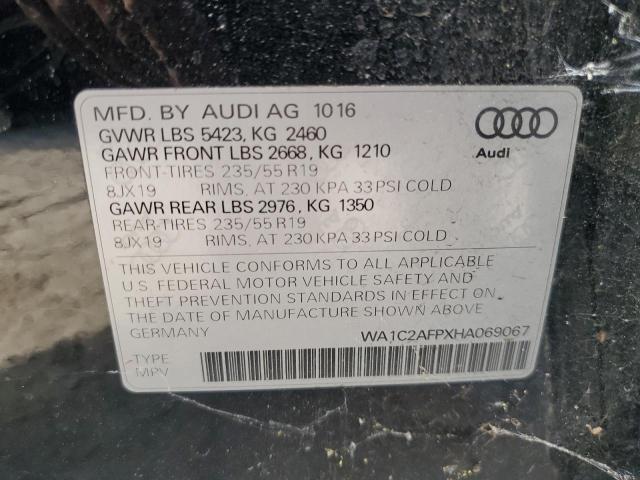 MFD. BY AUDI AG 1016
GVWR LBS 5423, KG 2460
GAWR FRONT LBS 2668, KG 1210
FRONT-TIRES 235/55 R19
8JX19 RIMS, AT 230 KPA 33 PSI COLD
GAWR REAR LBS 2976, KG 1350
REAR-TIRES 235/55 R19
8JX19 RIMS, AT 230 KPA 33 PSI COLD
Audi
THIS VEHICLE CONFORMS TO ALL APPLICABLE
U.S. FEDERAL MOTOR VEHICLE SAFETY AND
THEFT PREVENTION STANDARDS IN EFFECT ON
THE DATE OF MANUFACTURE SHOWN ABOVE
GERMANY WA1C2AFPXHA069067
TYPE
MPV